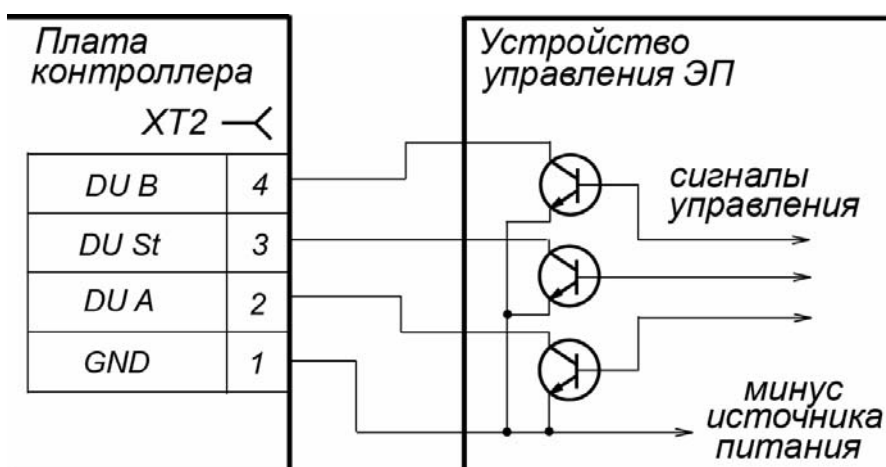 Плата
контроллера
XT2
DU B 4
DU St 3
DU A 2
GND 1
Устройство
управления ЭП
сигналы
управления
минус
источника
питания